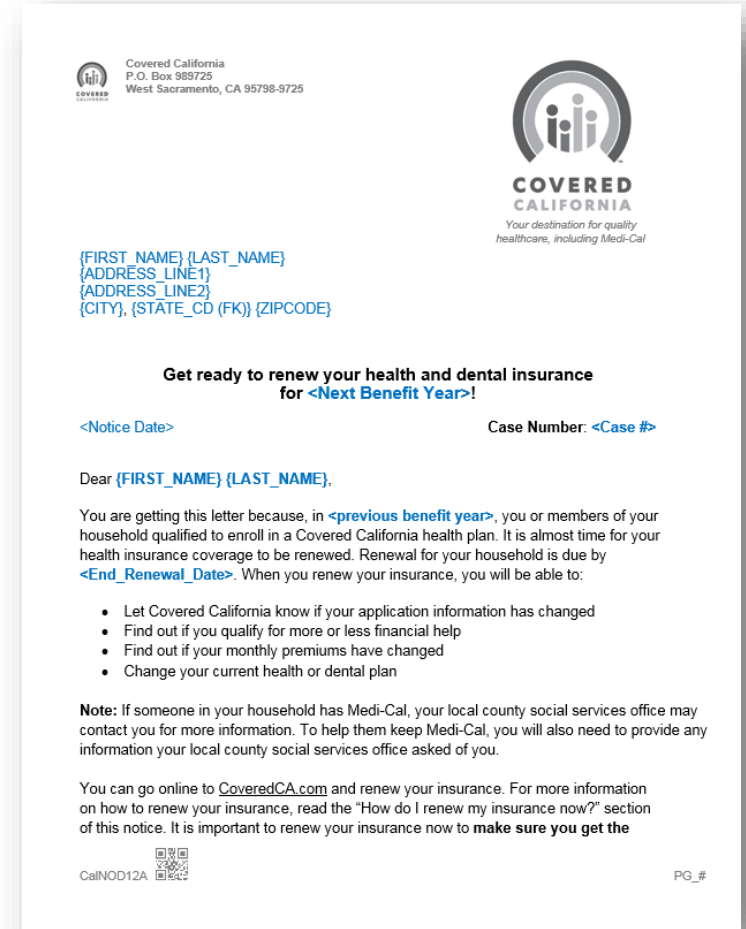 Covered California
P.O. Box 989725
West Sacramento, CA 95798-9725
COVERED
CALIFORNIA
COVERED
CALIFORNIA
Your destination for quality
healthcare, including Medi-Cal
{FIRST_NAME} {LAST_NAME}
{ADDRESS_LINE1}
{ADDRESS_LINE2}
{CITY}, {STATE_CD (FK)} {ZIPCODE}
Get ready to renew your health and dental insurance
for <Next Benefit Year>!
<Notice Date> Case Number: <Case #>
Dear {FIRST_NAME} {LAST_NAME},
You are getting this letter because, in <previous benefit year>, you or members of your
household qualified to enroll in a Covered California health plan. It is almost time for your
health insurance coverage to be renewed. Renewal for your household is due by
<End_Renewal_Date>. When you renew your insurance, you will be able to:
• Let Covered California know if your application information has changed
• Find out if you qualify for more or less financial help
• Find out if your monthly premiums have changed
• Change your current health or dental plan
Note: If someone in your household has Medi-Cal, your local county social services office may
contact you for more information. To help them keep Medi-Cal, you will also need to provide any
information your local county social services office asked of you.
You can go online to CoveredCA.com and renew your insurance. For more information
on how to renew your insurance, read the “How do I renew my insurance now?” section
of this notice. It is important to renew your insurance now to make sure you get the
CalNOD12A PG_#